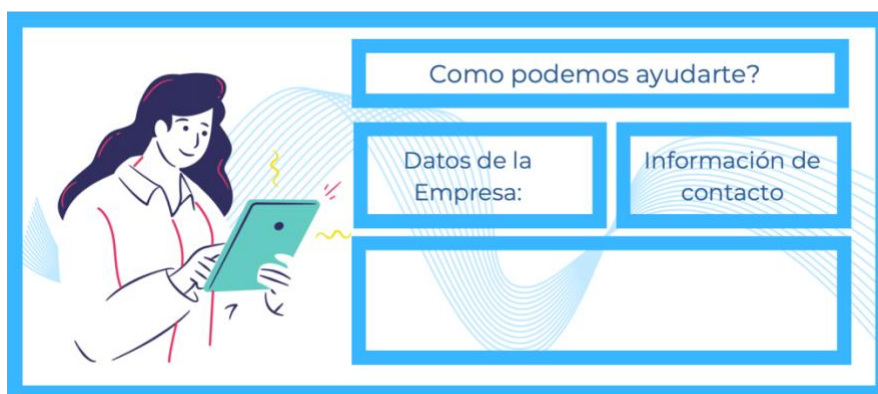 Como podemos ayudarte?
Datos de la
Empresa:
Información de
contacto